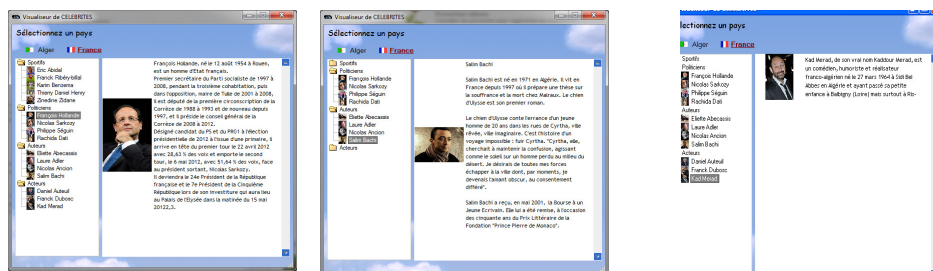 Visualiseur de CELEBRITES
Sélectionnez un pays
Alger France
Sportifs
Eric Abidal
Franck Ribéry/bilal
Karim Benzema
Thierry Daniel Henry
Zinedine Zidane
Politiciens
François Hollande
Nicolas Sarkozy
Philippe Séguin
Rachida Dati
Auteurs
Eliette Abecassis
Laure Adler
Nicolas Ancion
Salim Bachi
Acteurs
Daniel Auteuil
Franck Dubosc
Kad Merad
François Hollande, né le 12 août 1954 à Rouen,
est un homme d'Etat français.
Premier secrétaire du Parti socialiste de 1997 à
2008, pendant la troisième cohabitation, puis
dans l'opposition, maire de Tulle de 2001 à 2008,
il est député de la première circonscription de la
Corrèze de 1988 à 1993 et de nouveau depuis
1997, et il préside le conseil général de la
Corrèze de 2008 à 2012.
Désigné candidat du PS et du PRG à l'élection
présidentielle de 2012 à l'issue d'une primaire, il
arrive en tête du premier tour le 22 avril 2012
avec 28,63 % des voix et emporte le second
tour, le 6 mai 2012, avec 51,64 % des voix, face
au président sortant, Nicolas Sarkozy.
Il deviendra le 24e Président de la République
française et le 7e Président de la Cinquième
République lors de son investiture qui aura lieu
au Palais de l'Elysée dans la matinée du 15 mai
20122,3.
Visualiseur de CELEBRITES
Sélectionnez un pays
Alger France
Sportifs
Politiciens
François Hollande
Nicolas Sarkozy
Philippe Séguin
Rachida Dati
Auteurs
Eliette Abecassis
Laure Adler
Nicolas Ancion
Salim Bachi
Acteurs
Salim Bachi
Salim Bachi est né en 1971 en Algérie. Il vit en
France depuis 1997 où il prépare une thèse sur
la souffrance et la mort chez Malraux. Le chien
d'Ulysse est son premier roman.
Le chien d'Ulysse conte l'errance d'un jeune
homme de 20 ans dans les rues de Cyrtha, ville
rêvée, ville imaginaire. C'est l'histoire d'un
voyage impossible : fuir Cyrtha. "Cyrtha, elle,
cherchait à maintenir la confusion, agissant
comme le soleil sur un homme perdu au milieu du
désert. Je désirais de toutes mes forces
échapper à la ville dont, par moments, je
devenais l'amant obscur, au consentement
différé".
Salim Bachi a reçu, en mai 2001, la Bourse à un
Jeune Ecrivain. Elle lui a été remise, à l'occasion
des cinquante ans du Prix Littéraire de la
Fondation "Prince Pierre de Monaco".
lectionnez un pays
Alger France
Sportifs
Politiciens
François Hollande
Nicolas Sarkozy
Philippe Séguin
Rachida Dati
Auteurs
Eliette Abecassis
Laure Adler
Nicolas Ancion
Salim Bachi
Acteurs
Daniel Auteuil
Franck Dubosc
Kad Merad
Kad Merad, de son vrai nom Kaddour Merad, est
un comédien, humoriste et réalisateur
franco-algérien né le 27 mars 1964 à Sidi Bel
Abbes en Algérie et ayant passé sa petite
enfance à Balbigny (Loire) mais surtout à Ris-